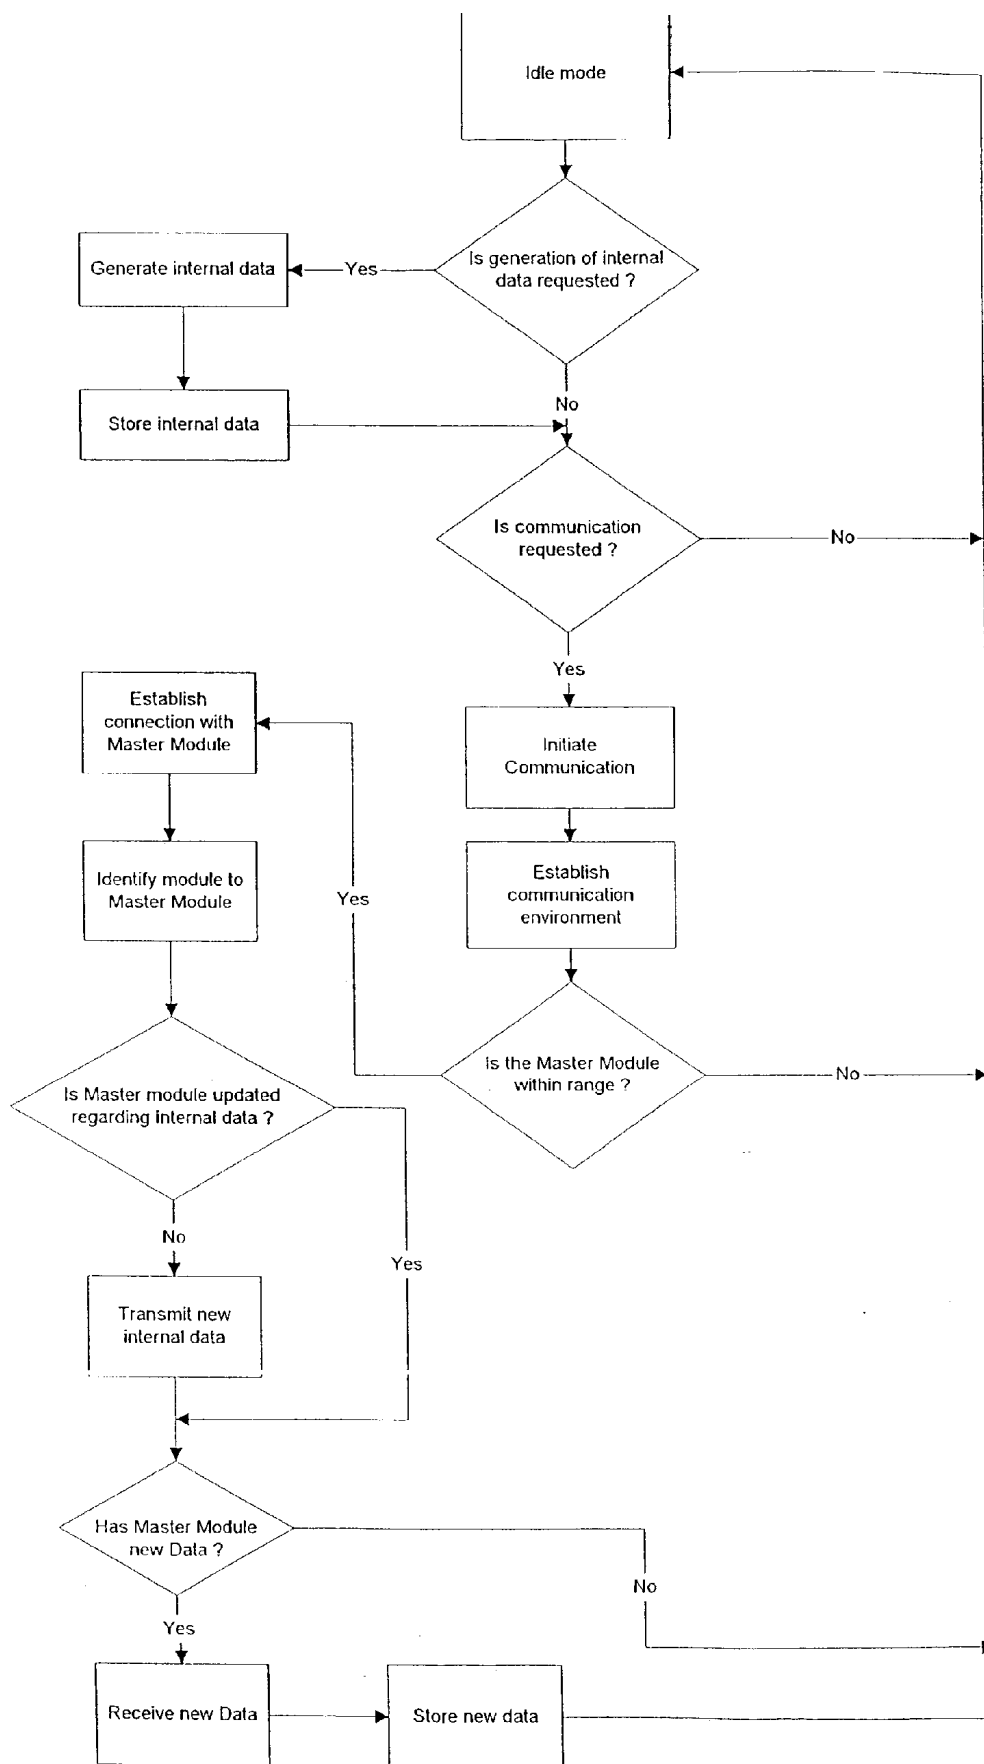 Idle mode
Is generation of internal
data requested ?
Yes
Generate internal data
Store internal data
No
Is communication
requested ?
No
Yes
Initiate
Communication
Establish
communication
environment
Is the Master Module
within range ?
No
Yes
Establish
connection with
Master Module
Identify module to
Master Module
Is Master module updated
regarding internal data ?
Yes
No
Transmit new
internal data
Has Master Module
new Data ?
No
Yes
Receive new Data
Store new data